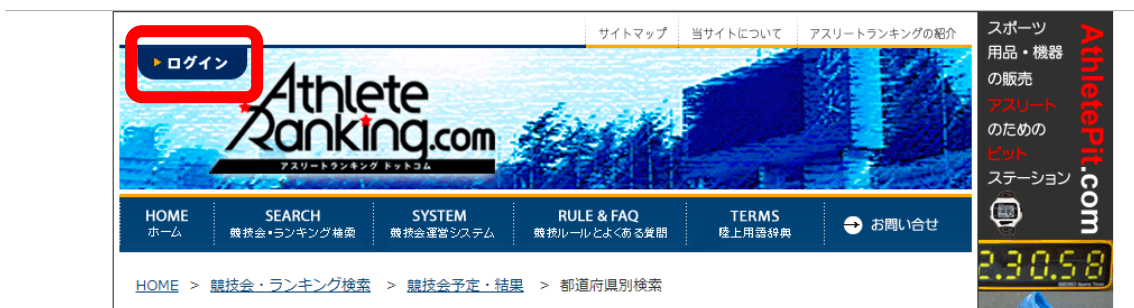 サイトマップ 当サイトについて アスリートランキングの紹介
ログイン
Athlete
Ranking.com
アスリートランキング ドットコム
HOME SEARCH SYSTEM RULE & FAQ TERMS
ホーム 競技会・ランキング検索 競技会運営システム 競技ルールとよくある質問 陸上用語辞典 お問い合せ
HOME > 競技会・ランキング検索 > 競技会予定・結果 > 都道府県別検索
スポーツ
用品・機器
の販売
アスリート
のための
ピット
ステーション
AthletePit.com
2.30.58